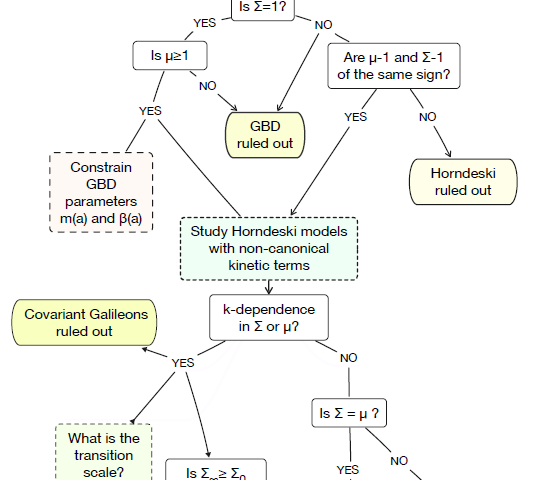 Is Σ=1?
YES
NO
Is μ≥1
Are μ-1 and Σ-1
of the same sign?
NO
YES
YES
NO
GBD
ruled out
Constrain
GBD
parameters
m(a) and β(a)
Horndeski
ruled out
Study Horndeski models
with non-canonical
kinetic terms
Covariant Galileons
ruled out
k-dependence
in Σ or μ?
YES
NO
Is Σ = μ ?
What is the
transition
scale?
Is Σ∞≥ Σ0
YES
NO